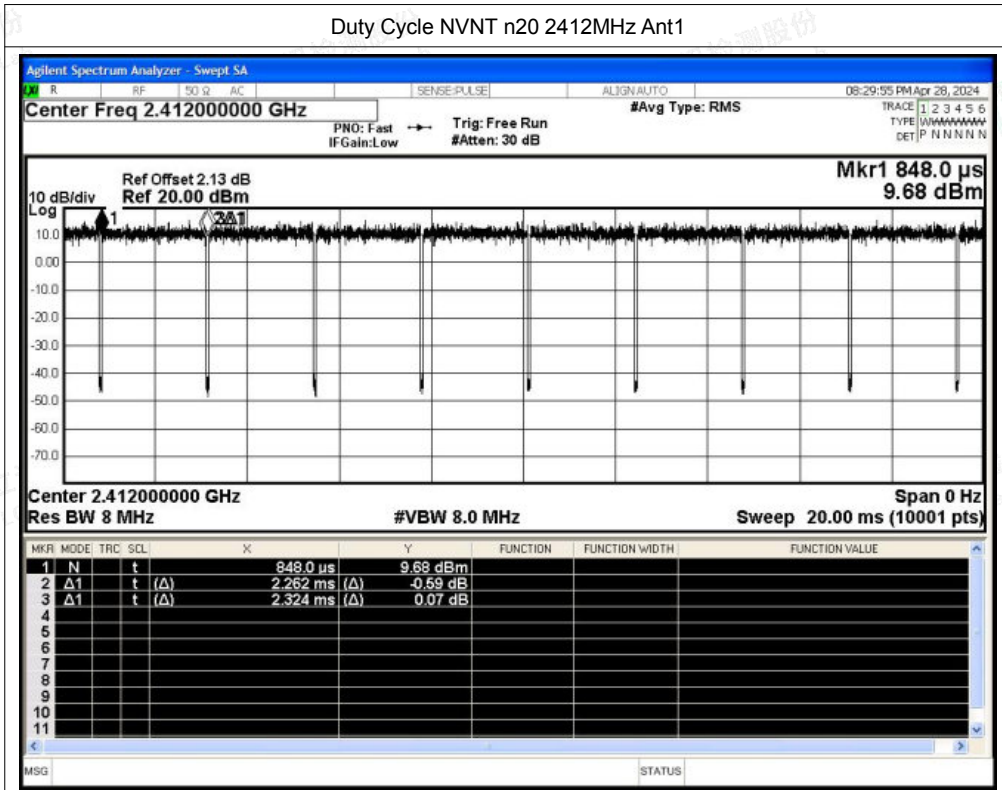 Duty Cycle NVNT n20 2412MHz Ant1
Agilent Spectrum Analyzer - Swept SA
R RF 50 Ω AC SENSE:PULSE ALIGN AUTO 08:29:55 PM Apr 28, 2024
Center Freq 2.412000000 GHz #Avg Type: RMS TRACE 1 2 3 4 5 6
PNO: Fast Trig: Free Run TYPE
IFGain:Low #Atten: 30 dB DET P N N N N N
Mkr1 848.0 µs
Ref Offset 2.13 dB
10 dB/div Ref 20.00 dBm 9.68 dBm
Log
1 3Δ1
10.0
0.00
-10.0
-20.0
-30.0
-40.0
-50.0
-60.0
-70.0
Center 2.412000000 GHz Span 0 Hz
Res BW 8 MHz #VBW 8.0 MHz Sweep 20.00 ms (10001 pts)
MKR MODE TRC SCL X Y FUNCTION FUNCTION WIDTH FUNCTION VALUE
1 N t 848.0 µs 9.68 dBm
2 Δ1 t (Δ) 2.262 ms (Δ) -0.59 dB
3 Δ1 t (Δ) 2.324 ms (Δ) 0.07 dB
4
5
6
7
8
9
10
11
MSG STATUS